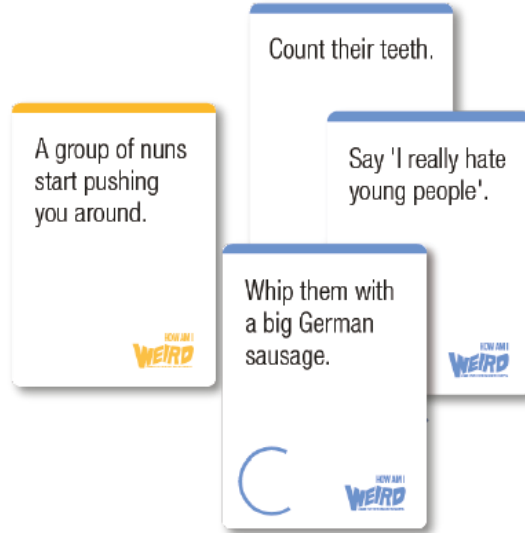 Count their teeth.
A group of nuns
start pushing
you around.
HOW AM I
WEIRD
Say 'I really hate
young people'.
HOW AM I
WEIRD
Whip them with
a big German
sausage.
HOW AM I
WEIRD